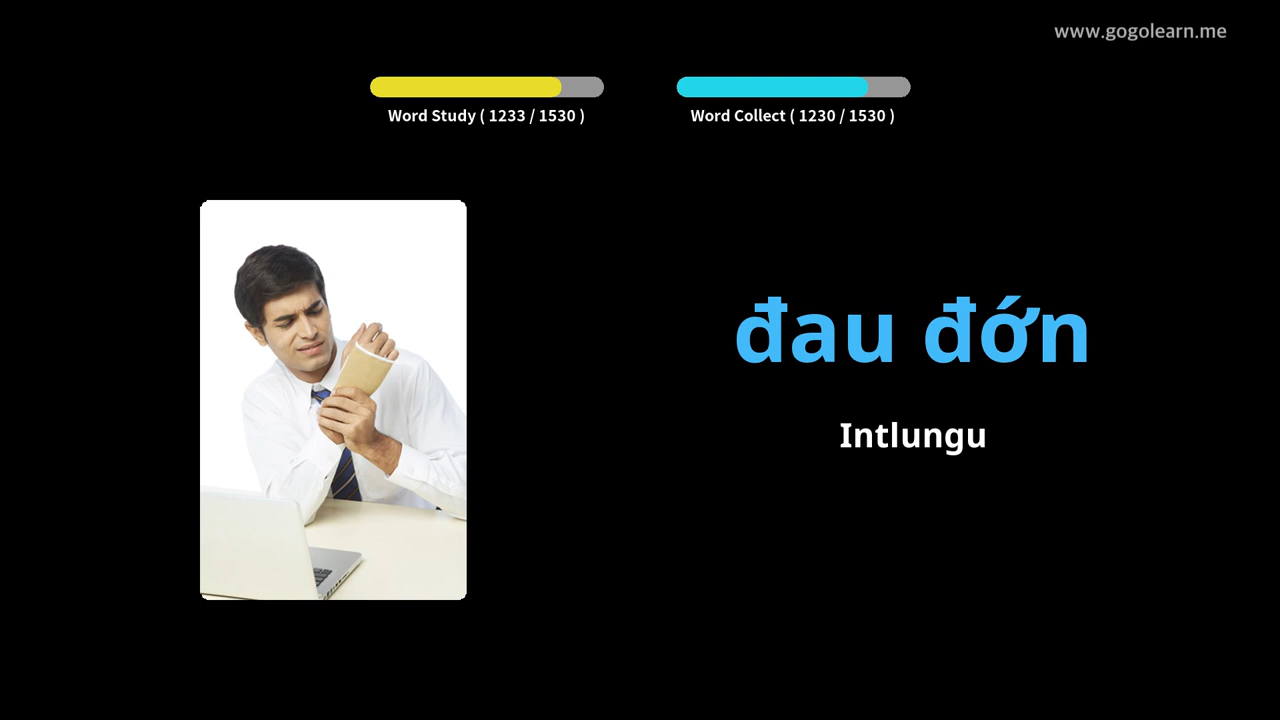 www.gogolearn.me
Word Study ( 1233 / 1530 )
Word Collect ( 1230 / 1530 )
đau đớn
Intlungu